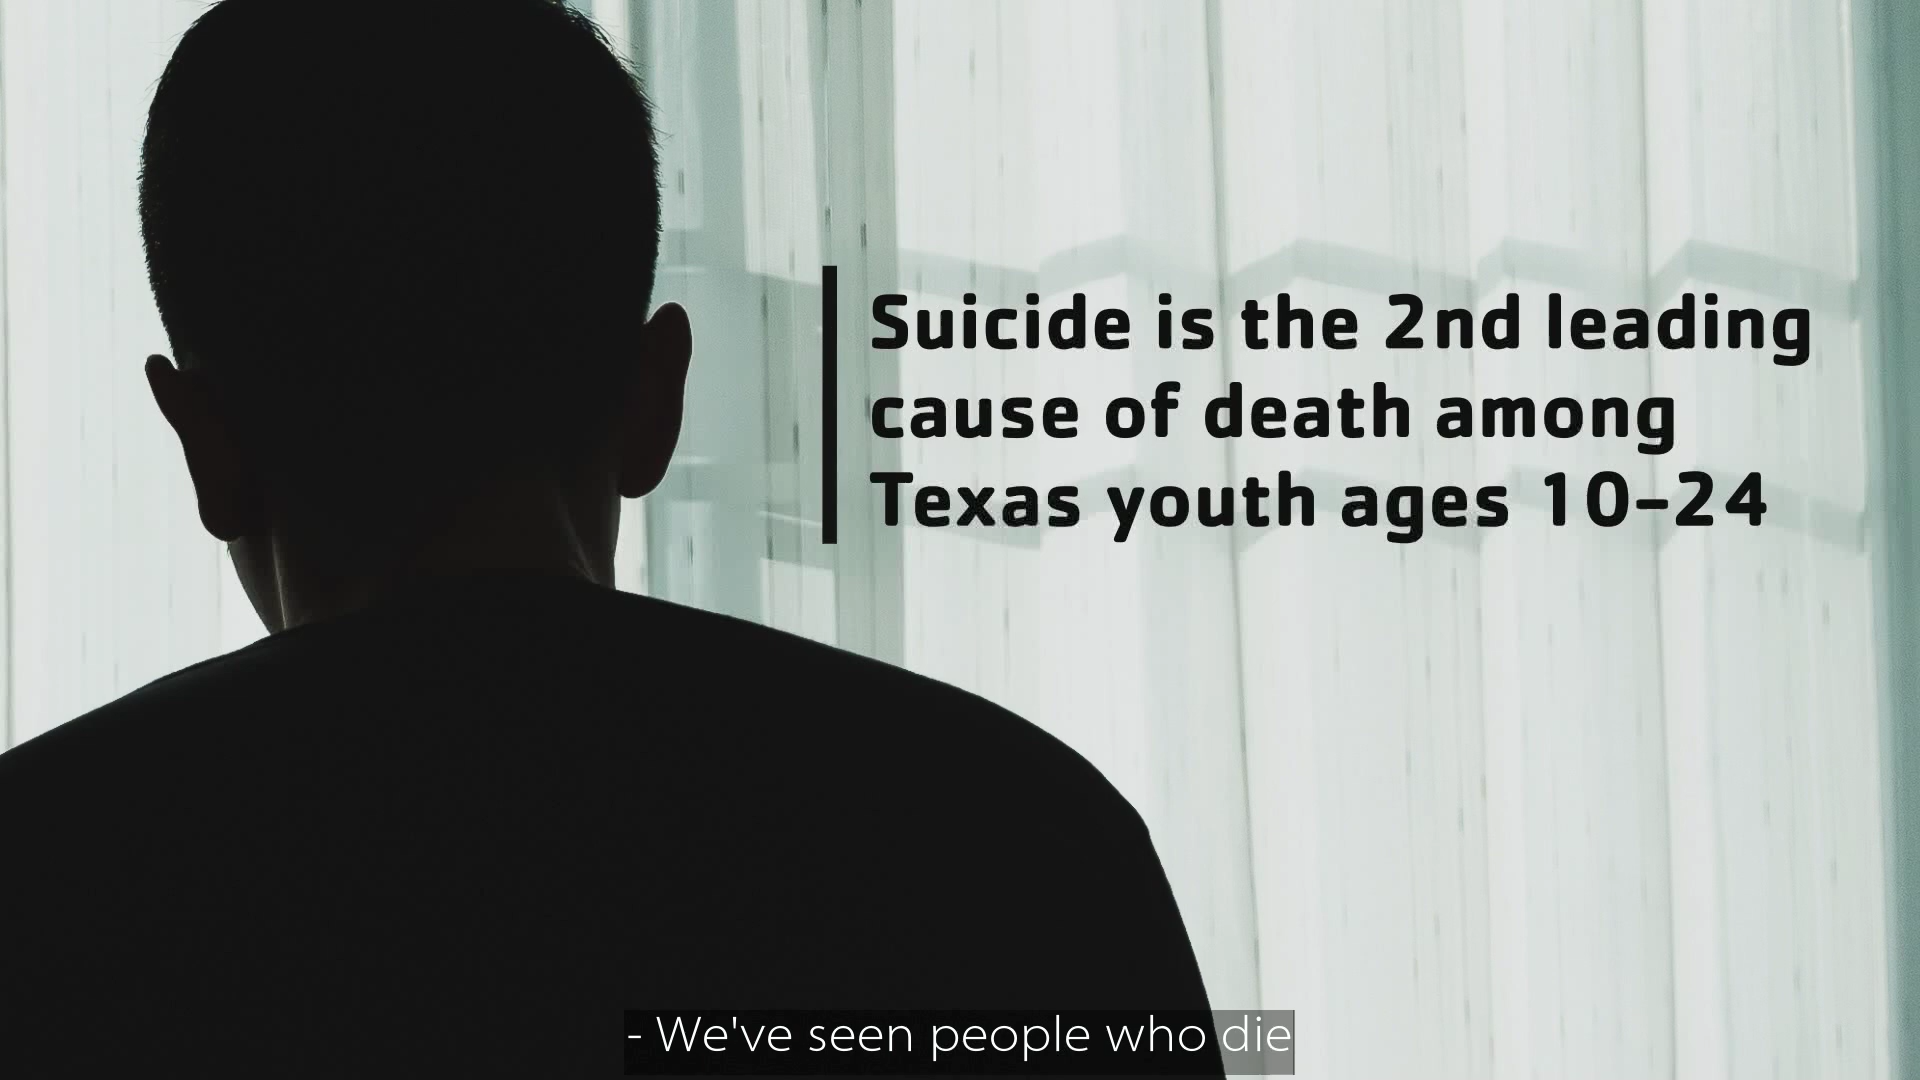 Suicide is the 2nd leading
cause of death among
Texas youth ages 10–24
- We've seen people who die